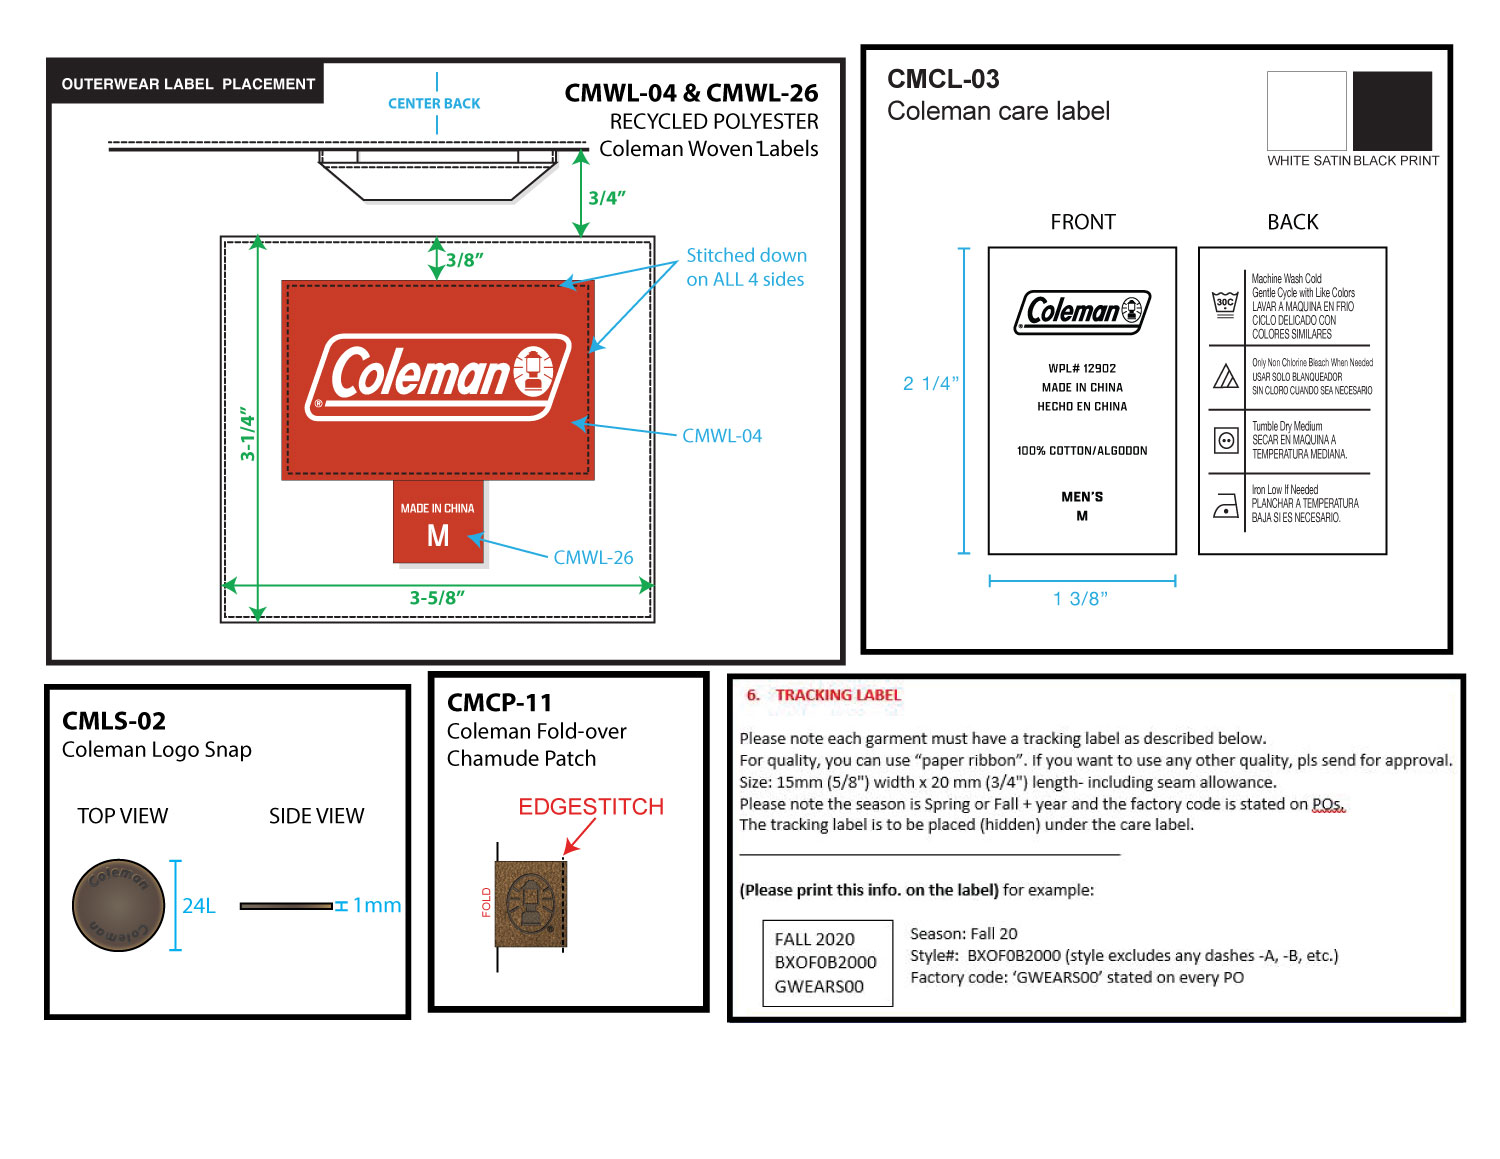 OUTERWEAR LABEL PLACEMENT
CENTER BACK
CMWL-04 & CMWL-26
RECYCLED POLYESTER
Coleman Woven Labels
3/4”
3/8”
Stitched down
on ALL 4 sides
Coleman
®
3-1/4”
CMWL-04
MADE IN CHINA
M
CMWL-26
3-5/8”
CMCL-03
Coleman care label
WHITE SATIN BLACK PRINT
FRONT
BACK
2 1/4”
Coleman
®
WPL# 12902
MADE IN CHINA
HECHO EN CHINA
100% COTTON/ALGODON
MEN'S
M
1 3/8”
30C
Machine Wash Cold
Gentle Cycle with Like Colors
LAVAR A MAQUINA EN FRIO
CICLO DELICADO CON
COLORES SIMILARES
Only Non Chlorine Bleach When Needed
USAR SOLO BLANQUEADOR
SIN CLORO CUANDO SEA NECESARIO
Tumble Dry Medium
SECAR EN MAQUINA A
TEMPERATURA MEDIANA.
Iron Low If Needed
PLANCHAR A TEMPERATURA
BAJA SI ES NECESARIO.
CMLS-02
Coleman Logo Snap
TOP VIEW
SIDE VIEW
Coleman
Coleman
24L
1mm
CMCP-11
Coleman Fold-over
Chamude Patch
EDGESTITCH
FOLD
®
6. TRACKING LABEL
Please note each garment must have a tracking label as described below.
For quality, you can use “paper ribbon”. If you want to use any other quality, pls send for approval.
Size: 15mm (5/8") width x 20 mm (3/4") length- including seam allowance.
Please note the season is Spring or Fall + year and the factory code is stated on POs.
The tracking label is to be placed (hidden) under the care label.
(Please print this info. on the label) for example:
FALL 2020
BXOF0B2000
GWEARS00
Season: Fall 20
Style#: BXOF0B2000 (style excludes any dashes -A, -B, etc.)
Factory code: ‘GWEARS00’ stated on every PO